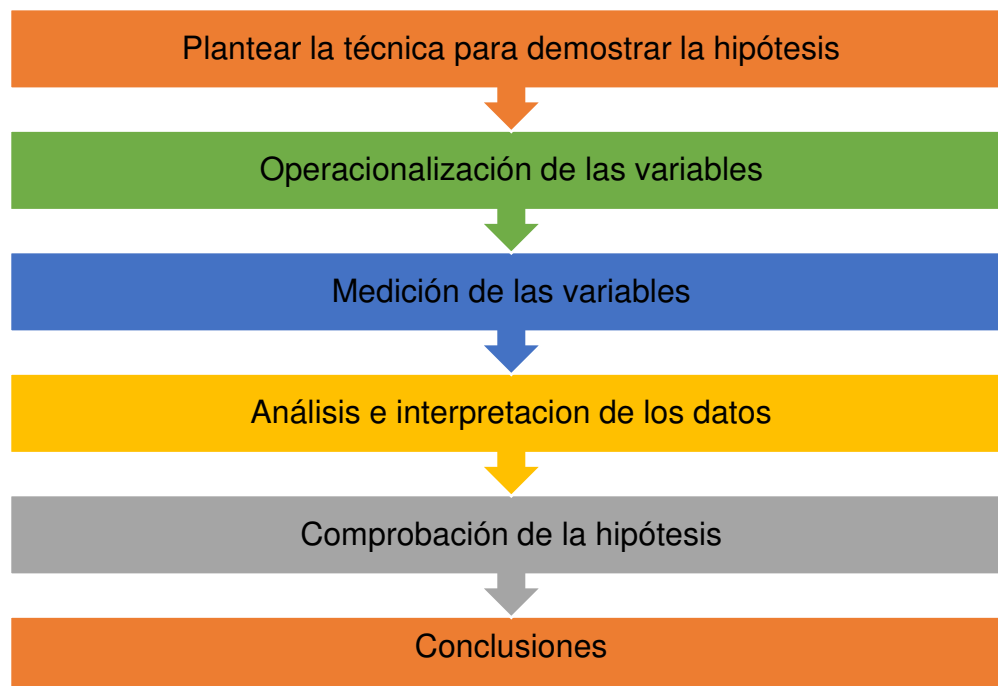 Plantear la técnica para demostrar la hipótesis
Operacionalización de las variables
Medición de las variables
Análisis e interpretacion de los datos
Comprobación de la hipótesis
Conclusiones